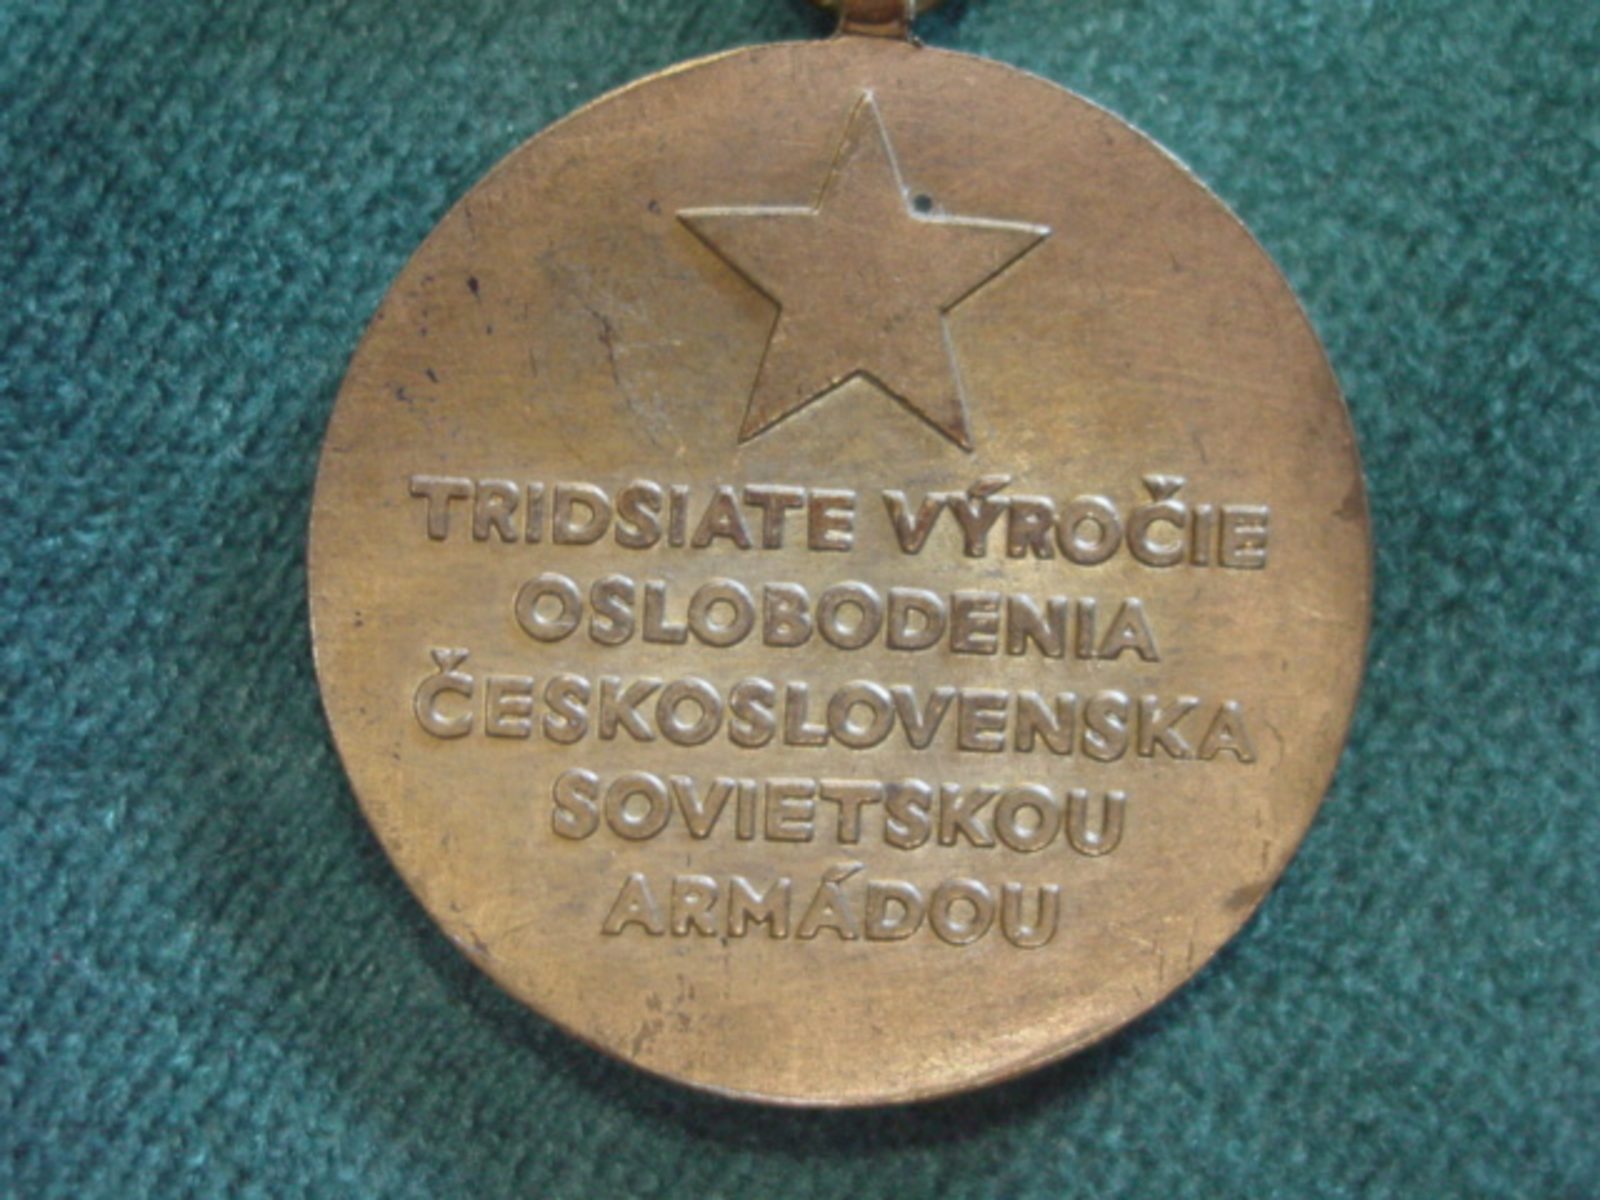 TRIDSIATE VÝROČIE
OSLOBODENIA
ČESKOSLOVENSKA
SOVIETSKOU
ARMÁDOU